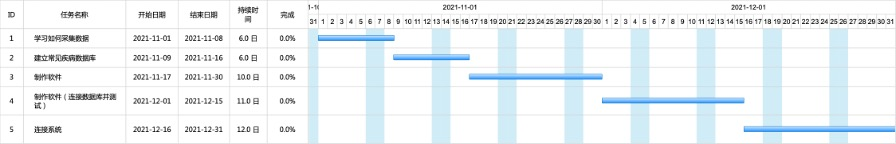 1-10 2021-11-01 2021-12-01
ID 任务名称 开始日期 结束日期 持续时间 完成
31 1 2 3 4 5 6 7 8 9 10 11 12 13 14 15 16 17 18 19 20 21 22 23 24 25 26 27 28 29 30 1 2 3 4 5 6 7 8 9 10 11 12 13 14 15 16 17 18 19 20 21 22 23 24 25 26 27 28 29 30 31
1 学习如何采集数据 2021-11-01 2021-11-08 6.0 日 0.0%
2 建立常见疾病数据库 2021-11-09 2021-11-16 6.0 日 0.0%
3 制作软件 2021-11-17 2021-11-30 10.0 日 0.0%
4 制作软件（连接数据库并测
试） 2021-12-01 2021-12-15 11.0 日 0.0%
5 连接系统 2021-12-16 2021-12-31 12.0 日 0.0%